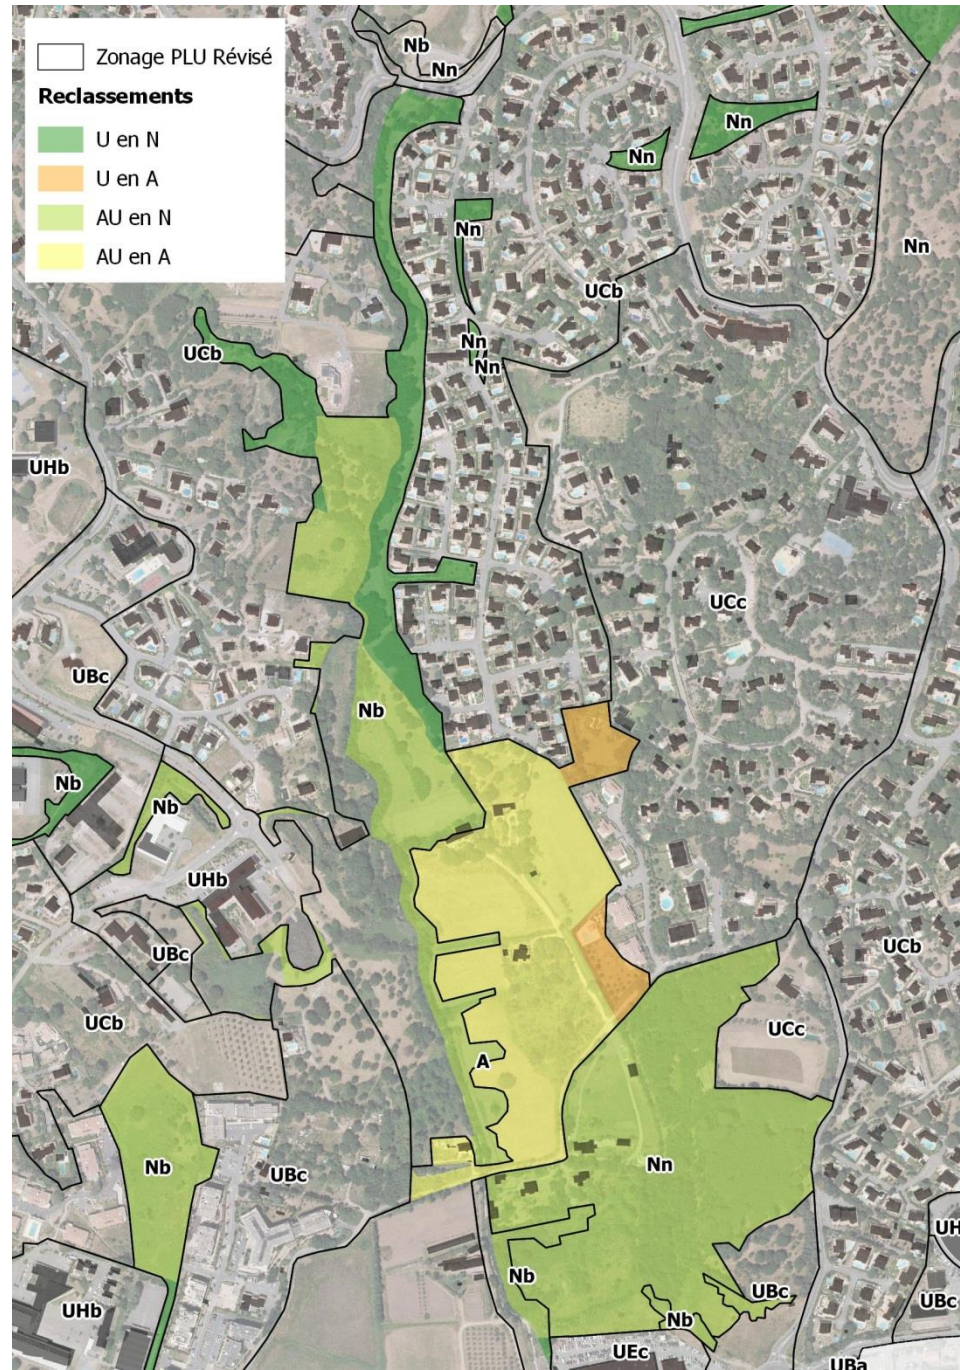 Zonage PLU Révisé
Reclassements
U en N
U en A
AU en N
AU en A
Nb
Nn
Nn
Nn
Nn
Nn
UCb
Nn
Nn
UCb
UHb
UCc
UBc
Nb
Nb
Nb
UHb
UBc
UCb
UCb
UCc
A
Nb
UBc
Nn
UH
Nb
UBc
UBc
Nb
UHb
UEc
UBa